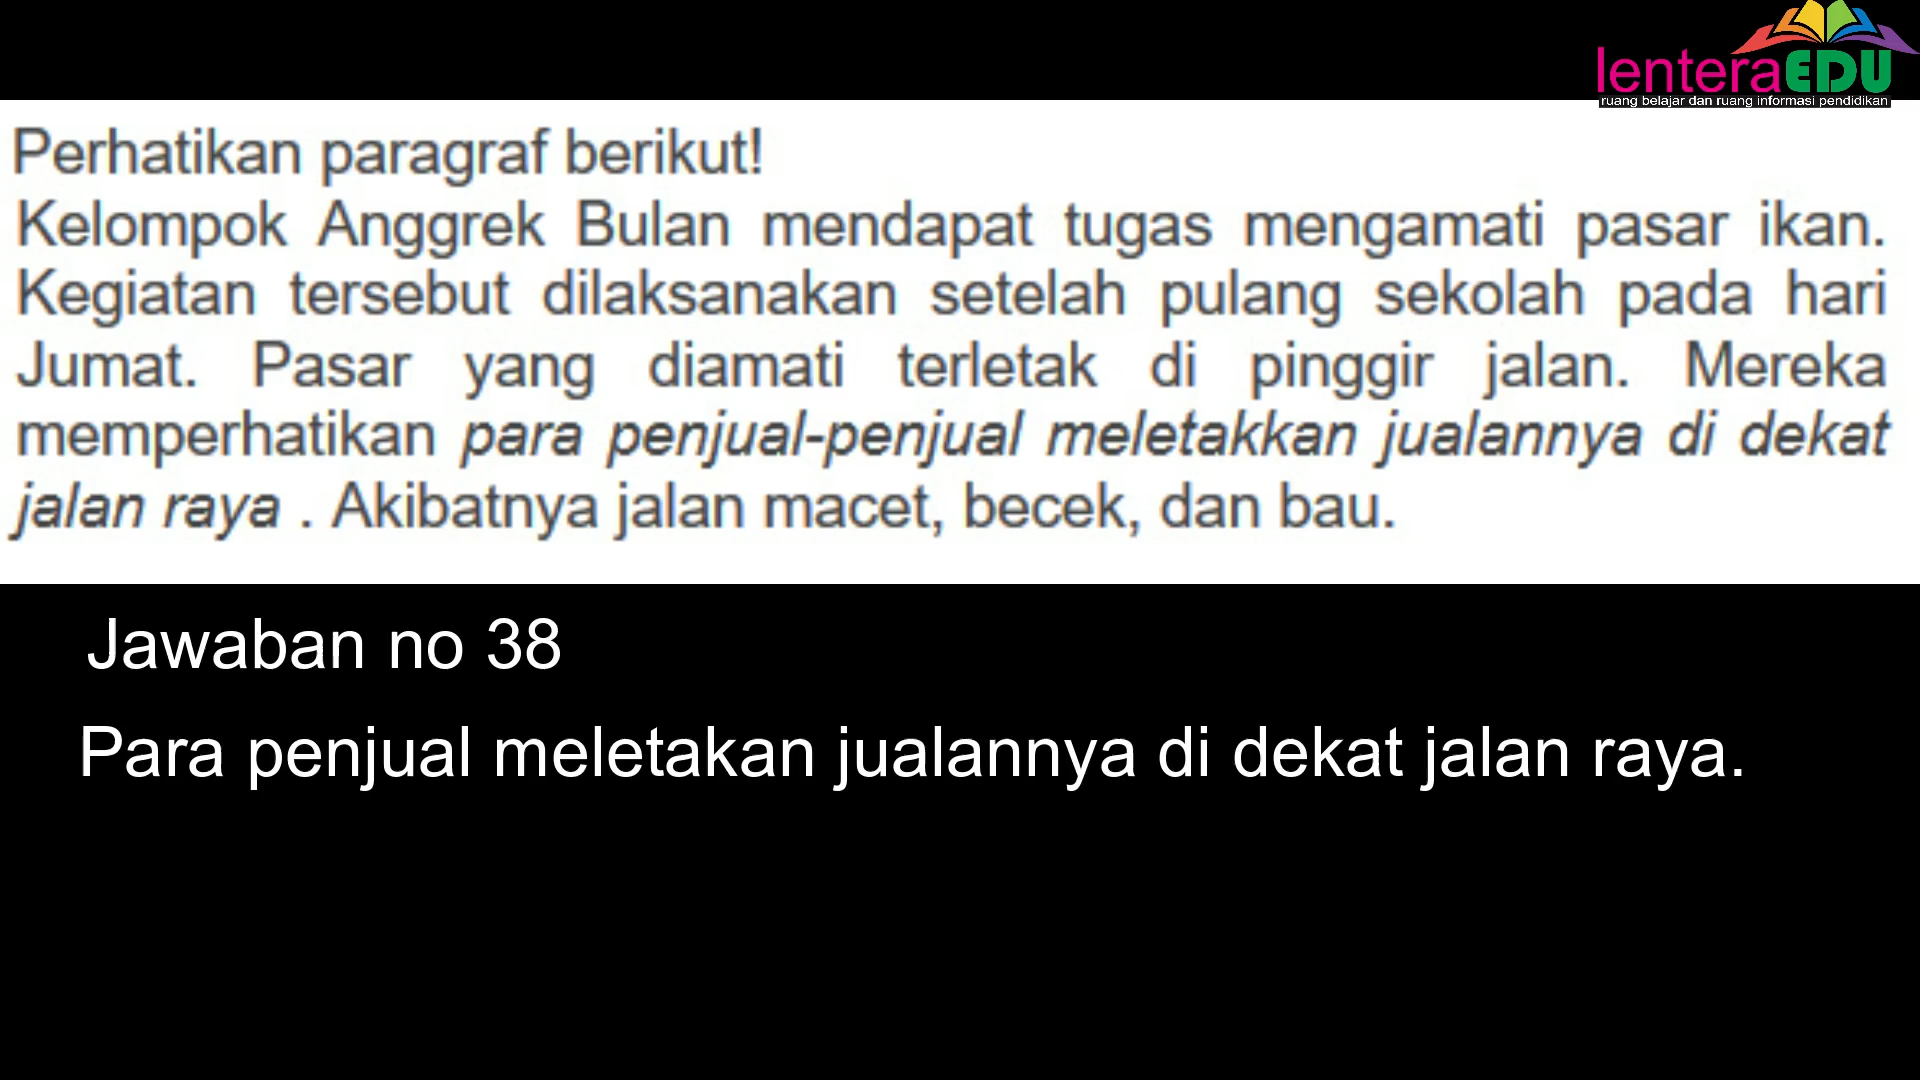 lenteraEDU
ruang belajar dan ruang informasi pendidikan
Perhatikan paragraf berikut!
Kelompok Anggrek Bulan mendapat tugas mengamati pasar ikan.
Kegiatan tersebut dilaksanakan setelah pulang sekolah pada hari
Jumat. Pasar yang diamati terletak di pinggir jalan. Mereka
memperhatikan para penjual-penjual meletakkan jualannya di dekat
jalan raya . Akibatnya jalan macet, becek, dan bau.
Jawaban no 38
Para penjual meletakan jualannya di dekat jalan raya.